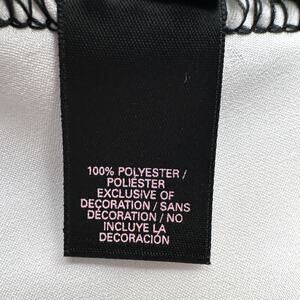 100% POLYESTER /
POLIÉSTER
EXCLUSIVE OF
DECORATION / SANS
DÉCORATION / NO
INCLUYE LA
DECORACIÓN